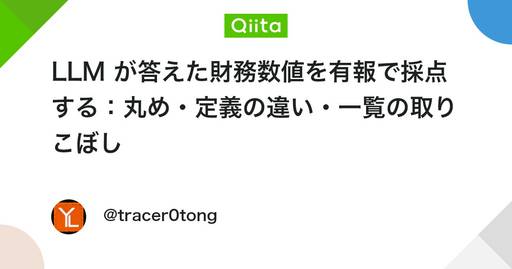 Qiita
LLM が答えた財務数値を有報で採点
する：丸め・定義の違い・一覧の取り
こぼし
YL
@tracer0tong